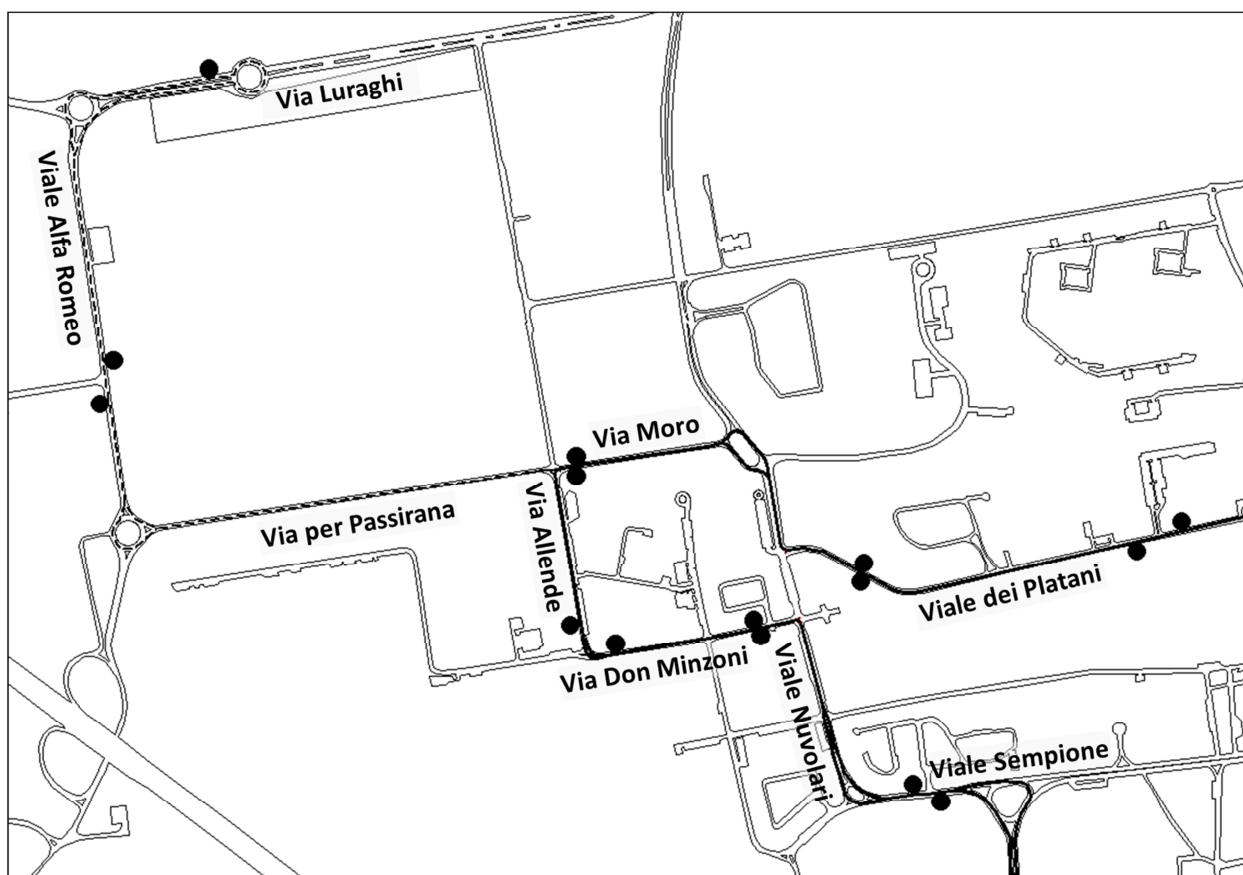 Via Luraghi
Viale Alfa Romeo
Via Moro
Via per Passirana
Via Allende
Viale dei Platani
Via Don Minzoni
Viale Nuvolari
Viale Sempione